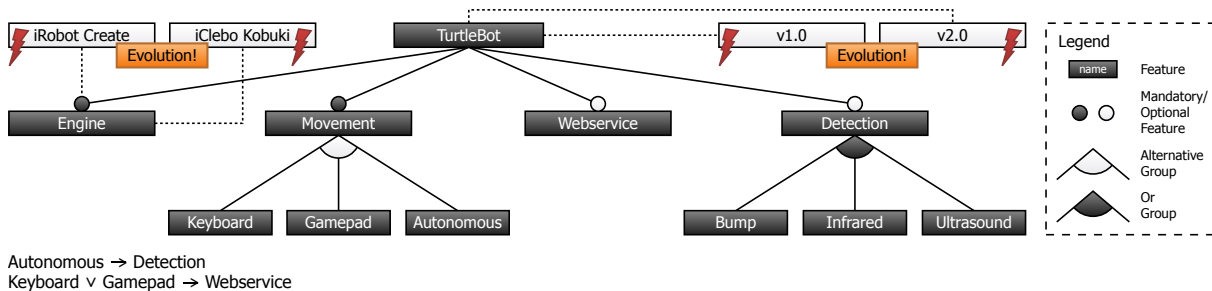 iRobot Create
iClebo Kobuki
TurtleBot
v1.0
v2.0
Evolution!
Evolution!
Legend
name
Feature
Engine
Movement
Webservice
Detection
Mandatory/
Optional
Feature
Alternative
Group
Keyboard
Gamepad
Autonomous
Bump
Infrared
Ultrasound
Or
Group
Autonomous → Detection
Keyboard ∨ Gamepad → Webservice